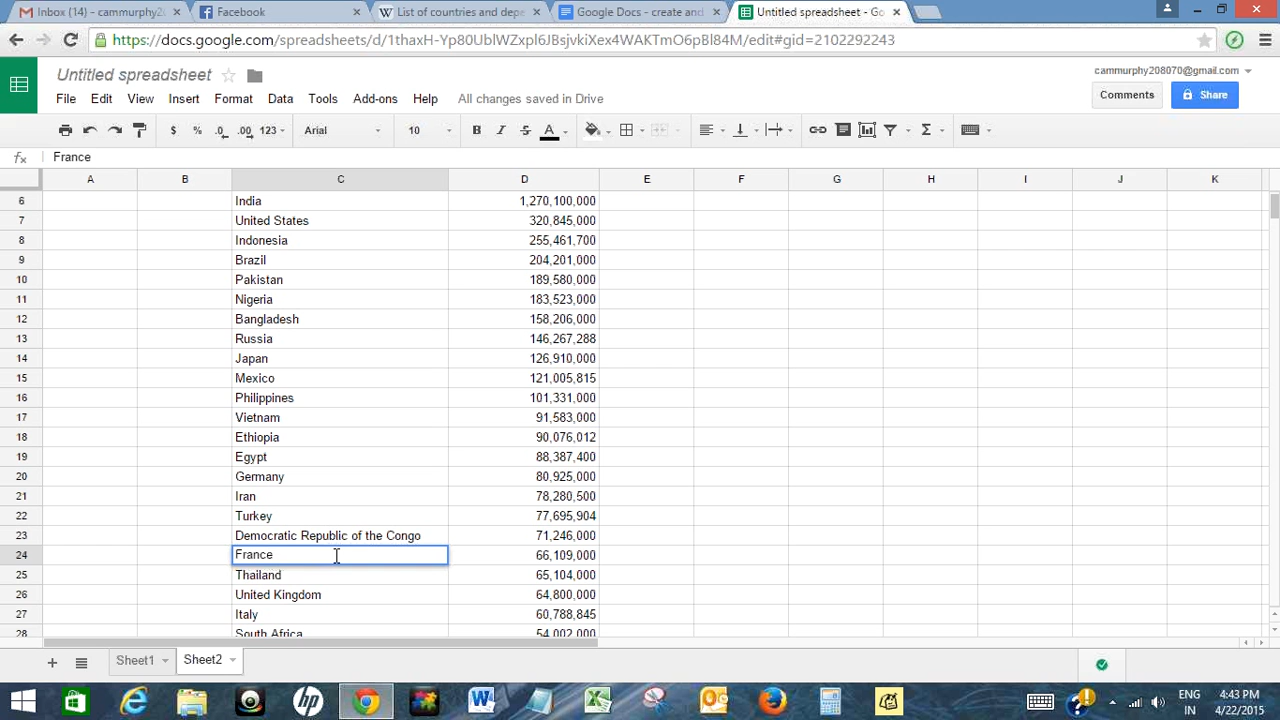 Inbox (14) - cammurphy2 × Facebook × List of countries and depe × Google Docs - create and × Untitled spreadsheet - Go ×
https://docs.google.com/spreadsheets/d/1thaxH-Yp80UblWZxpl6JBsjvkiXex4WAKTmO6pBl84M/edit#gid=2102292243
Untitled spreadsheet
cammurphy208070@gmail.com
File Edit View Insert Format Data Tools Add-ons Help All changes saved in Drive
Comments Share
$ % .0 .00 123 Arial 10 B I S A Σ
fx France
A B C D E F G H I J K
6 India 1,270,100,000
7 United States 320,845,000
8 Indonesia 255,461,700
9 Brazil 204,201,000
10 Pakistan 189,580,000
11 Nigeria 183,523,000
12 Bangladesh 158,206,000
13 Russia 146,267,288
14 Japan 126,910,000
15 Mexico 121,005,815
16 Philippines 101,331,000
17 Vietnam 91,583,000
18 Ethiopia 90,076,012
19 Egypt 88,387,400
20 Germany 80,925,000
21 Iran 78,280,500
22 Turkey 77,695,904
23 Democratic Republic of the Congo 71,246,000
24 France 66,109,000
25 Thailand 65,104,000
26 United Kingdom 64,800,000
27 Italy 60,788,845
28 South Africa 54,002,000
+ Sheet1 Sheet2
ENG 4:43 PM
IN 4/22/2015